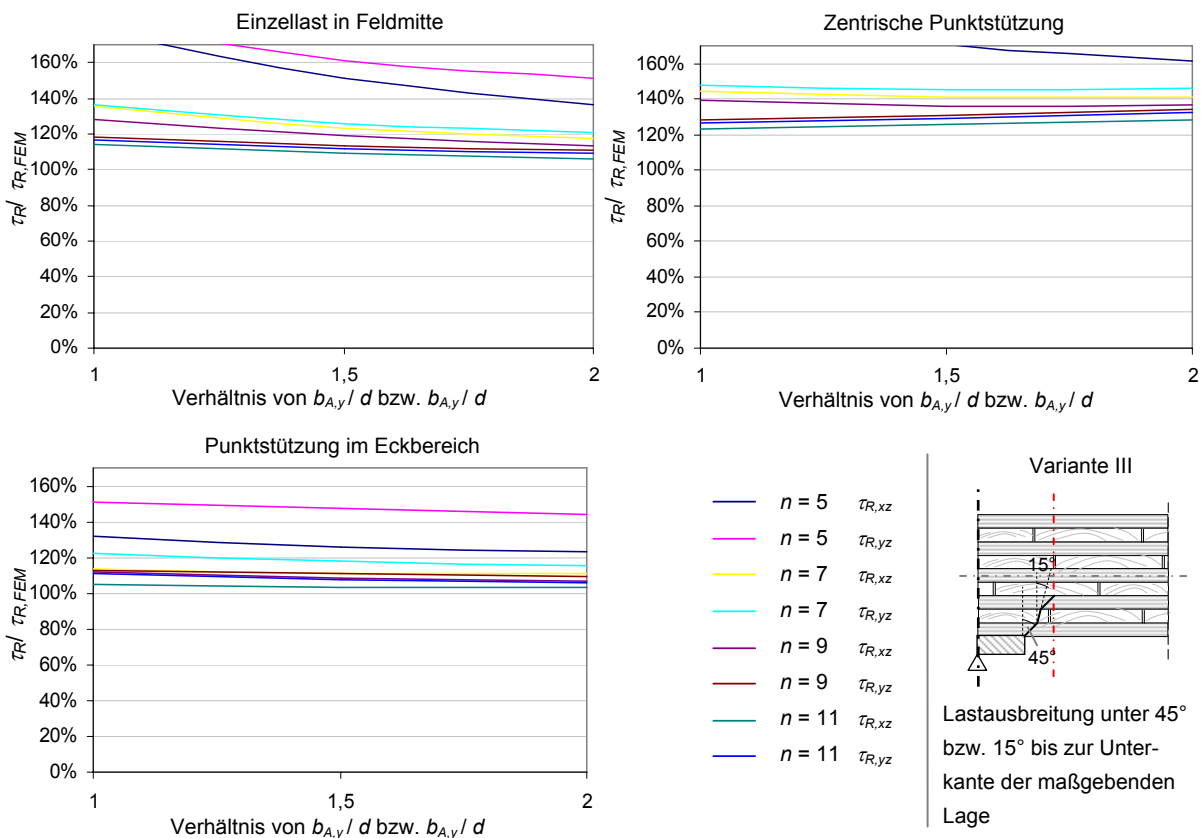 Einzellast in Feldmitte
160%
140%
120%
100%
80%
60%
40%
20%
0%
τR/ τR,FEM
1
1,5
2
Verhältnis von bA,y / d bzw. bA,y / d
Zentrische Punktstützung
160%
140%
120%
100%
80%
60%
40%
20%
0%
τR/ τR,FEM
1
1,5
2
Verhältnis von bA,y / d bzw. bA,y / d
Punktstützung im Eckbereich
160%
140%
120%
100%
80%
60%
40%
20%
0%
τR/ τR,FEM
1
1,5
2
Verhältnis von bA,y / d bzw. bA,y / d
n = 5 τR,xz
n = 5 τR,yz
n = 7 τR,xz
n = 7 τR,yz
n = 9 τR,xz
n = 9 τR,yz
n = 11 τR,xz
n = 11 τR,yz
Variante III
15°
45°
Lastausbreitung unter 45°
bzw. 15° bis zur Unter-
kante der maßgebenden
Lage